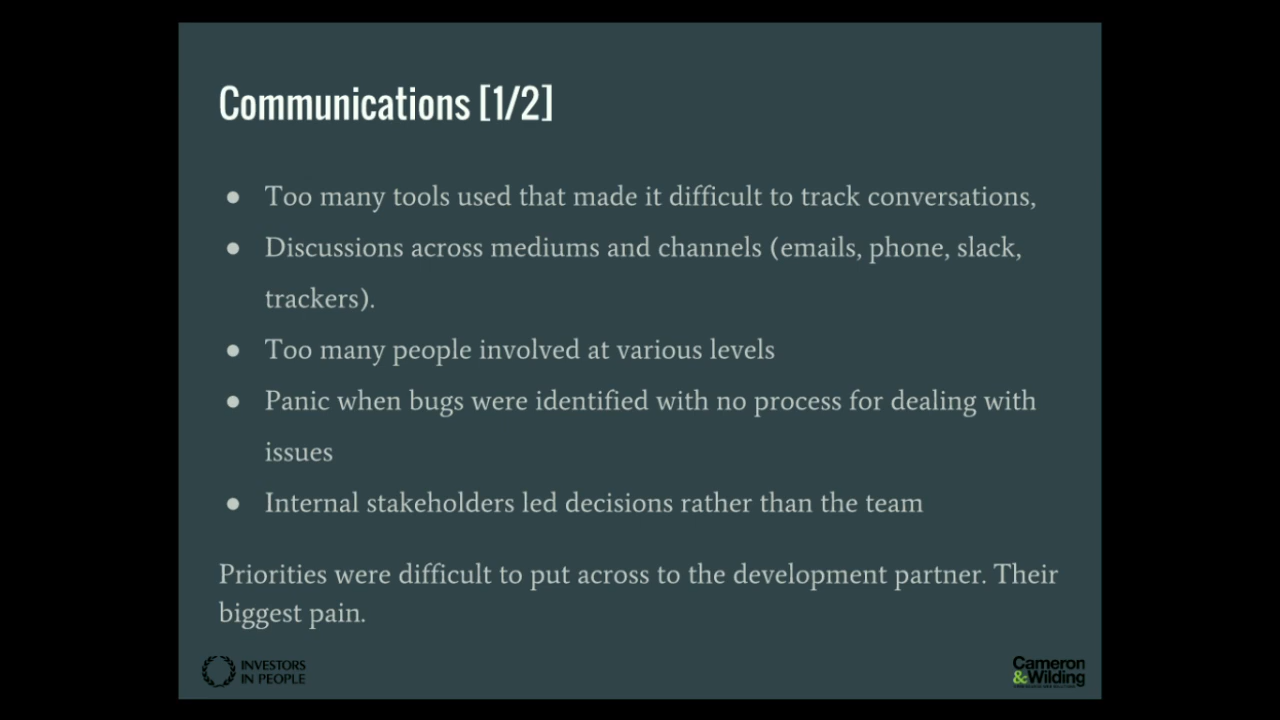 Communications [1/2]
● Too many tools used that made it difficult to track conversations,
● Discussions across mediums and channels (emails, phone, slack,
trackers).
● Too many people involved at various levels
● Panic when bugs were identified with no process for dealing with
issues
● Internal stakeholders led decisions rather than the team
Priorities were difficult to put across to the development partner. Their
biggest pain.
INVESTORS
IN PEOPLE
Cameron
&Wilding